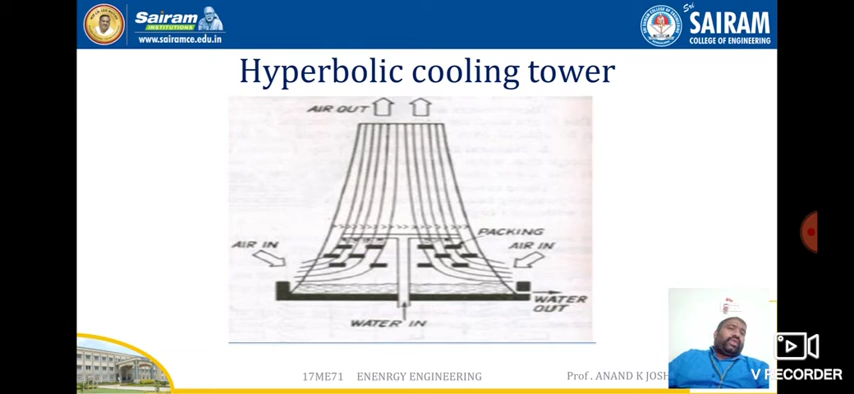 Sairam
INSTITUTIONS
www.sairamce.edu.in
Sri
SAIRAM
COLLEGE OF ENGINEERING
Hyperbolic cooling tower
AIR OUT
PACKING
AIR IN
AIR IN
WATER OUT
WATER IN
17ME71 ENENRGY ENGINEERING
Prof. ANAND K JOSH
V RECORDER